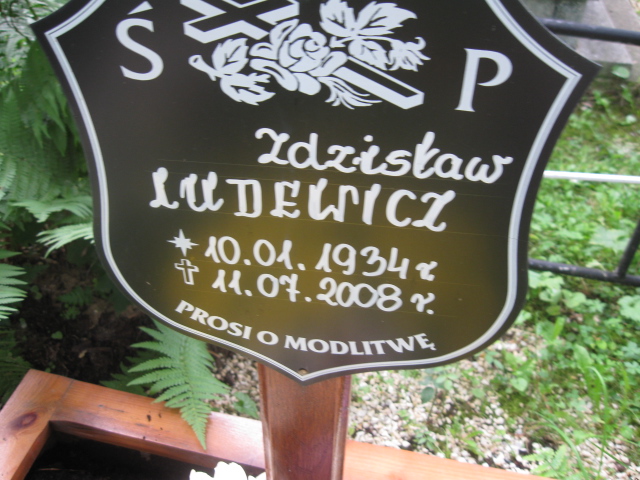 Ś P
Zdzisław
LUDEWICZ
10.01.1934 r.
11.07.2008 r.
PROSI O MODLITWĘ